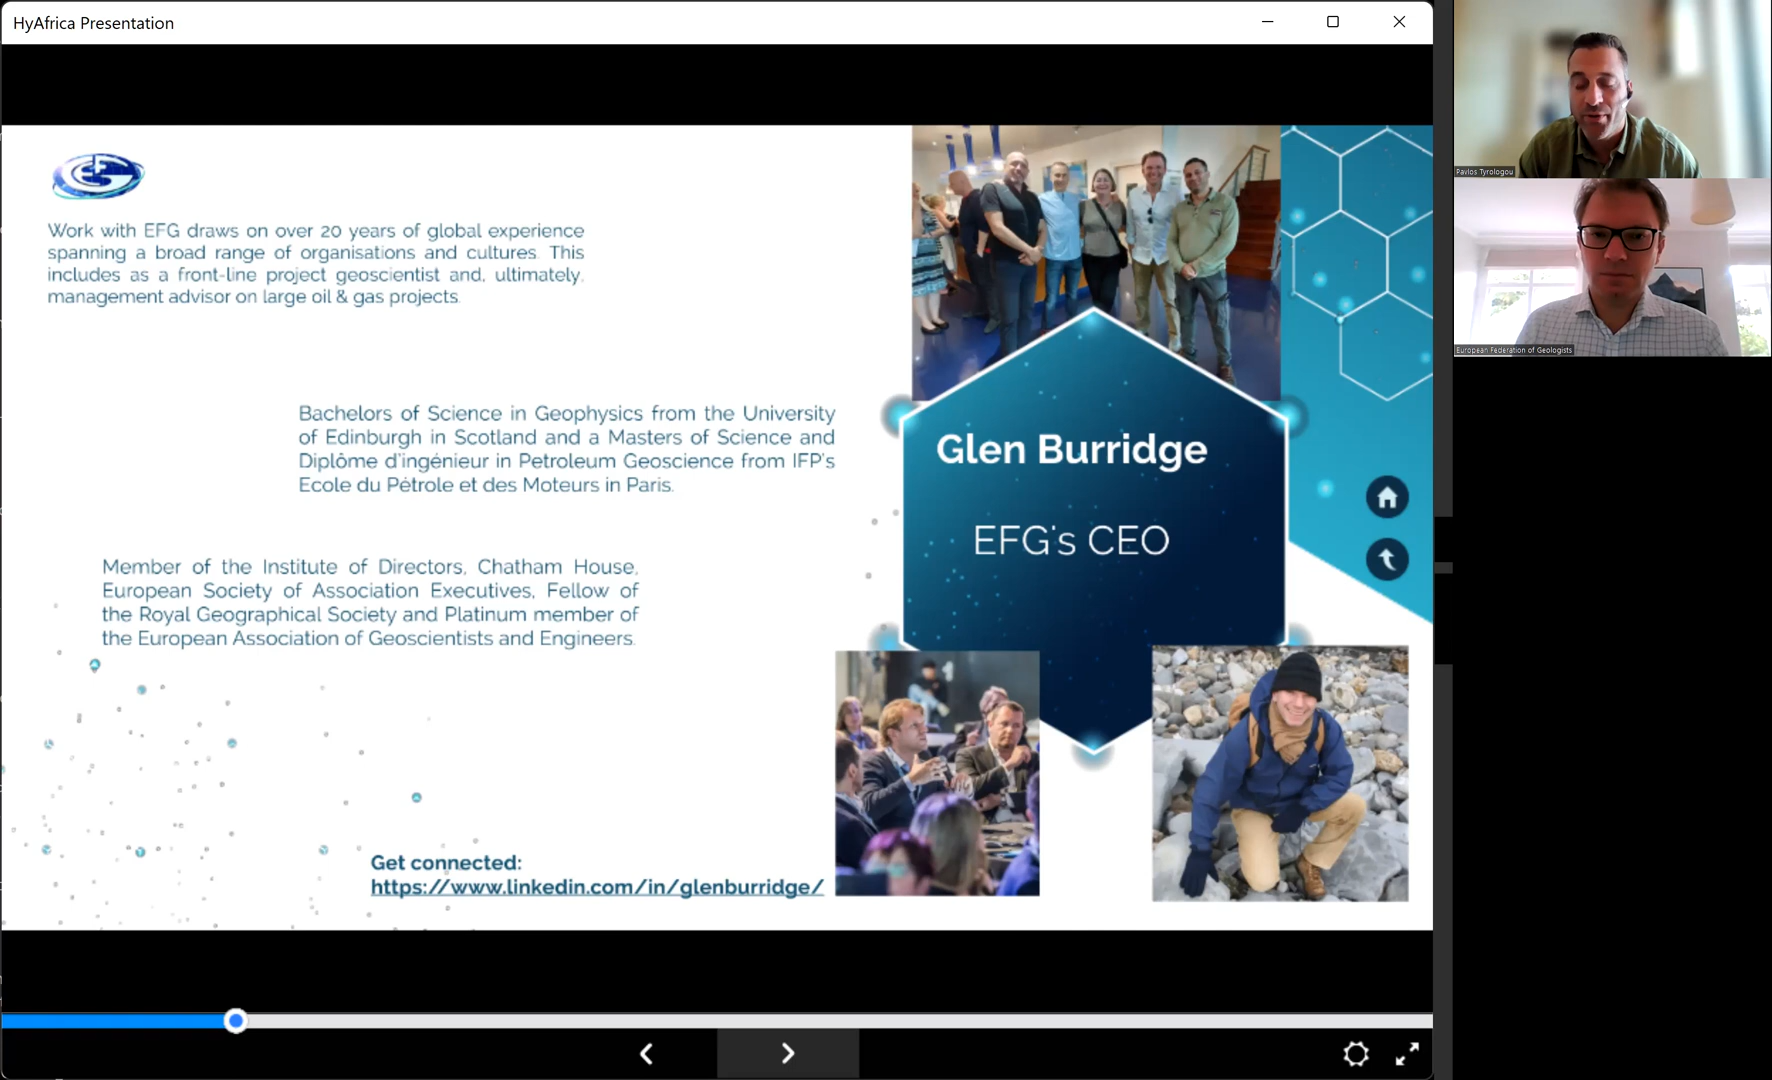 HyAfrica Presentation
Work with EFG draws on over 20 years of global experience
spanning a broad range of organisations and cultures. This
includes as a front-line project geoscientist and, ultimately,
management advisor on large oil & gas projects.
Bachelors of Science in Geophysics from the University
of Edinburgh in Scotland and a Masters of Science and
Diplôme d'ingénieur in Petroleum Geoscience from IFP's
Ecole du Pétrole et des Moteurs in Paris.
Member of the Institute of Directors, Chatham House,
European Society of Association Executives, Fellow of
the Royal Geographical Society and Platinum member of
the European Association of Geoscientists and Engineers.
Get connected:
https://www.linkedin.com/in/glenburridge/
Glen Burridge
EFG's CEO
Pavlos Tyrologou
European Federation of Geologists